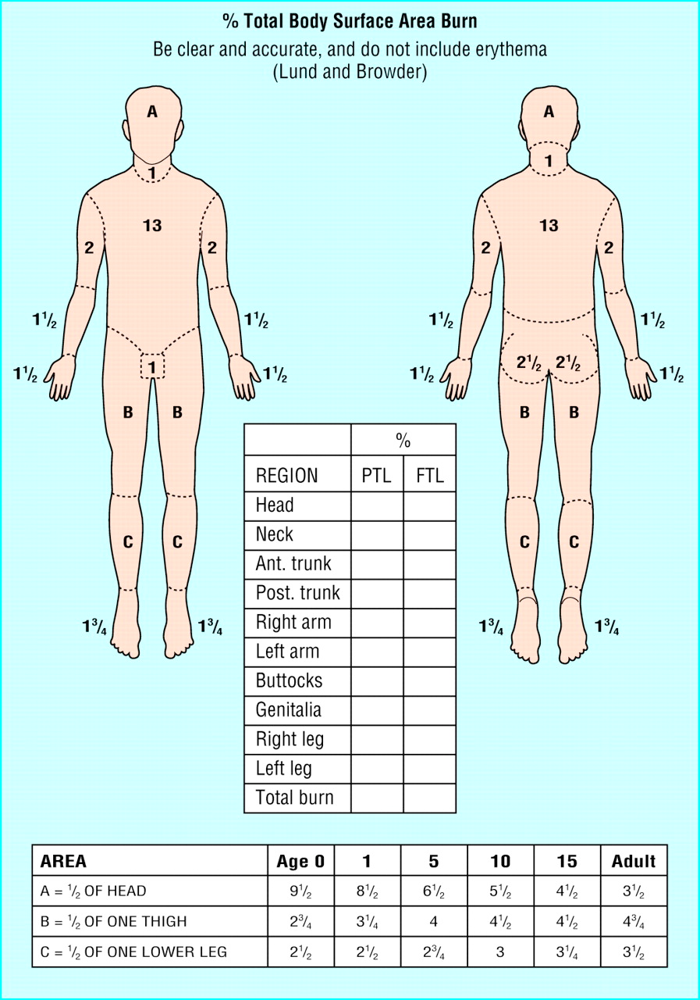 % Total Body Surface Area Burn
Be clear and accurate, and do not include erythema
(Lund and Browder)
A A
1 1
13 13
2 2 2 2
1½ 1½ 1½ 1½
1½ 1 1½ 1½ 2½ 2½ 1½
B B B B
C C C C
1¾ 1¾ 1¾ 1¾
%
REGION PTL FTL
Head
Neck
Ant. trunk
Post. trunk
Right arm
Left arm
Buttocks
Genitalia
Right leg
Left leg
Total burn
AREA Age 0 1 5 10 15 Adult
A = ½ OF HEAD 9½ 8½ 6½ 5½ 4½ 3½
B = ½ OF ONE THIGH 2¾ 3¼ 4 4½ 4½ 4¾
C = ½ OF ONE LOWER LEG 2½ 2½ 2¾ 3 3¼ 3½